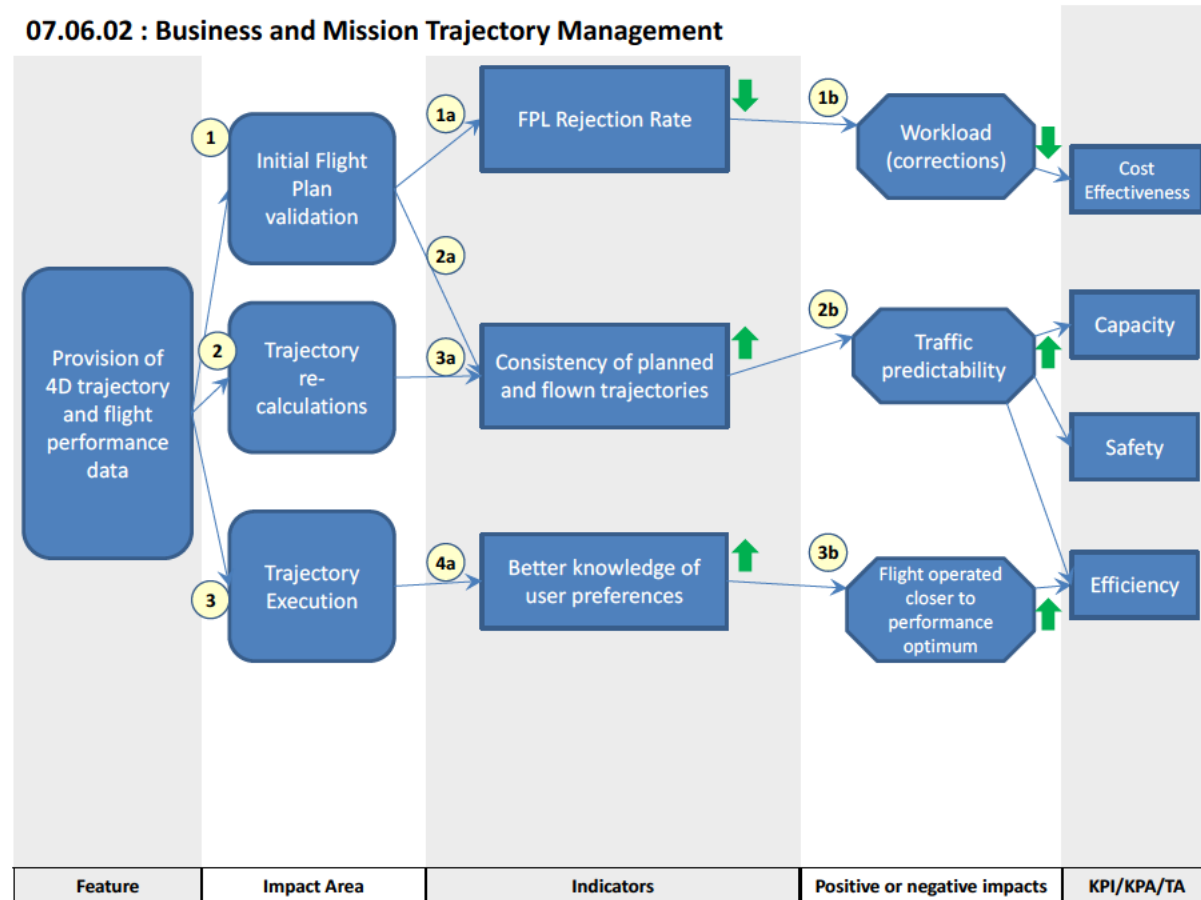 07.06.02 : Business and Mission Trajectory Management
1
Initial Flight
Plan
validation
1a
FPL Rejection Rate
1b
Workload
(corrections)
Cost
Effectiveness
2a
Provision of
4D trajectory
and flight
performance
data
2
Trajectory
re-
calculations
3a
Consistency of planned
and flown trajectories
2b
Traffic
predictability
Capacity
Safety
3
Trajectory
Execution
4a
Better knowledge of
user preferences
3b
Flight operated
closer to
performance
optimum
Efficiency
Feature
Impact Area
Indicators
Positive or negative impacts
KPI/KPA/TA